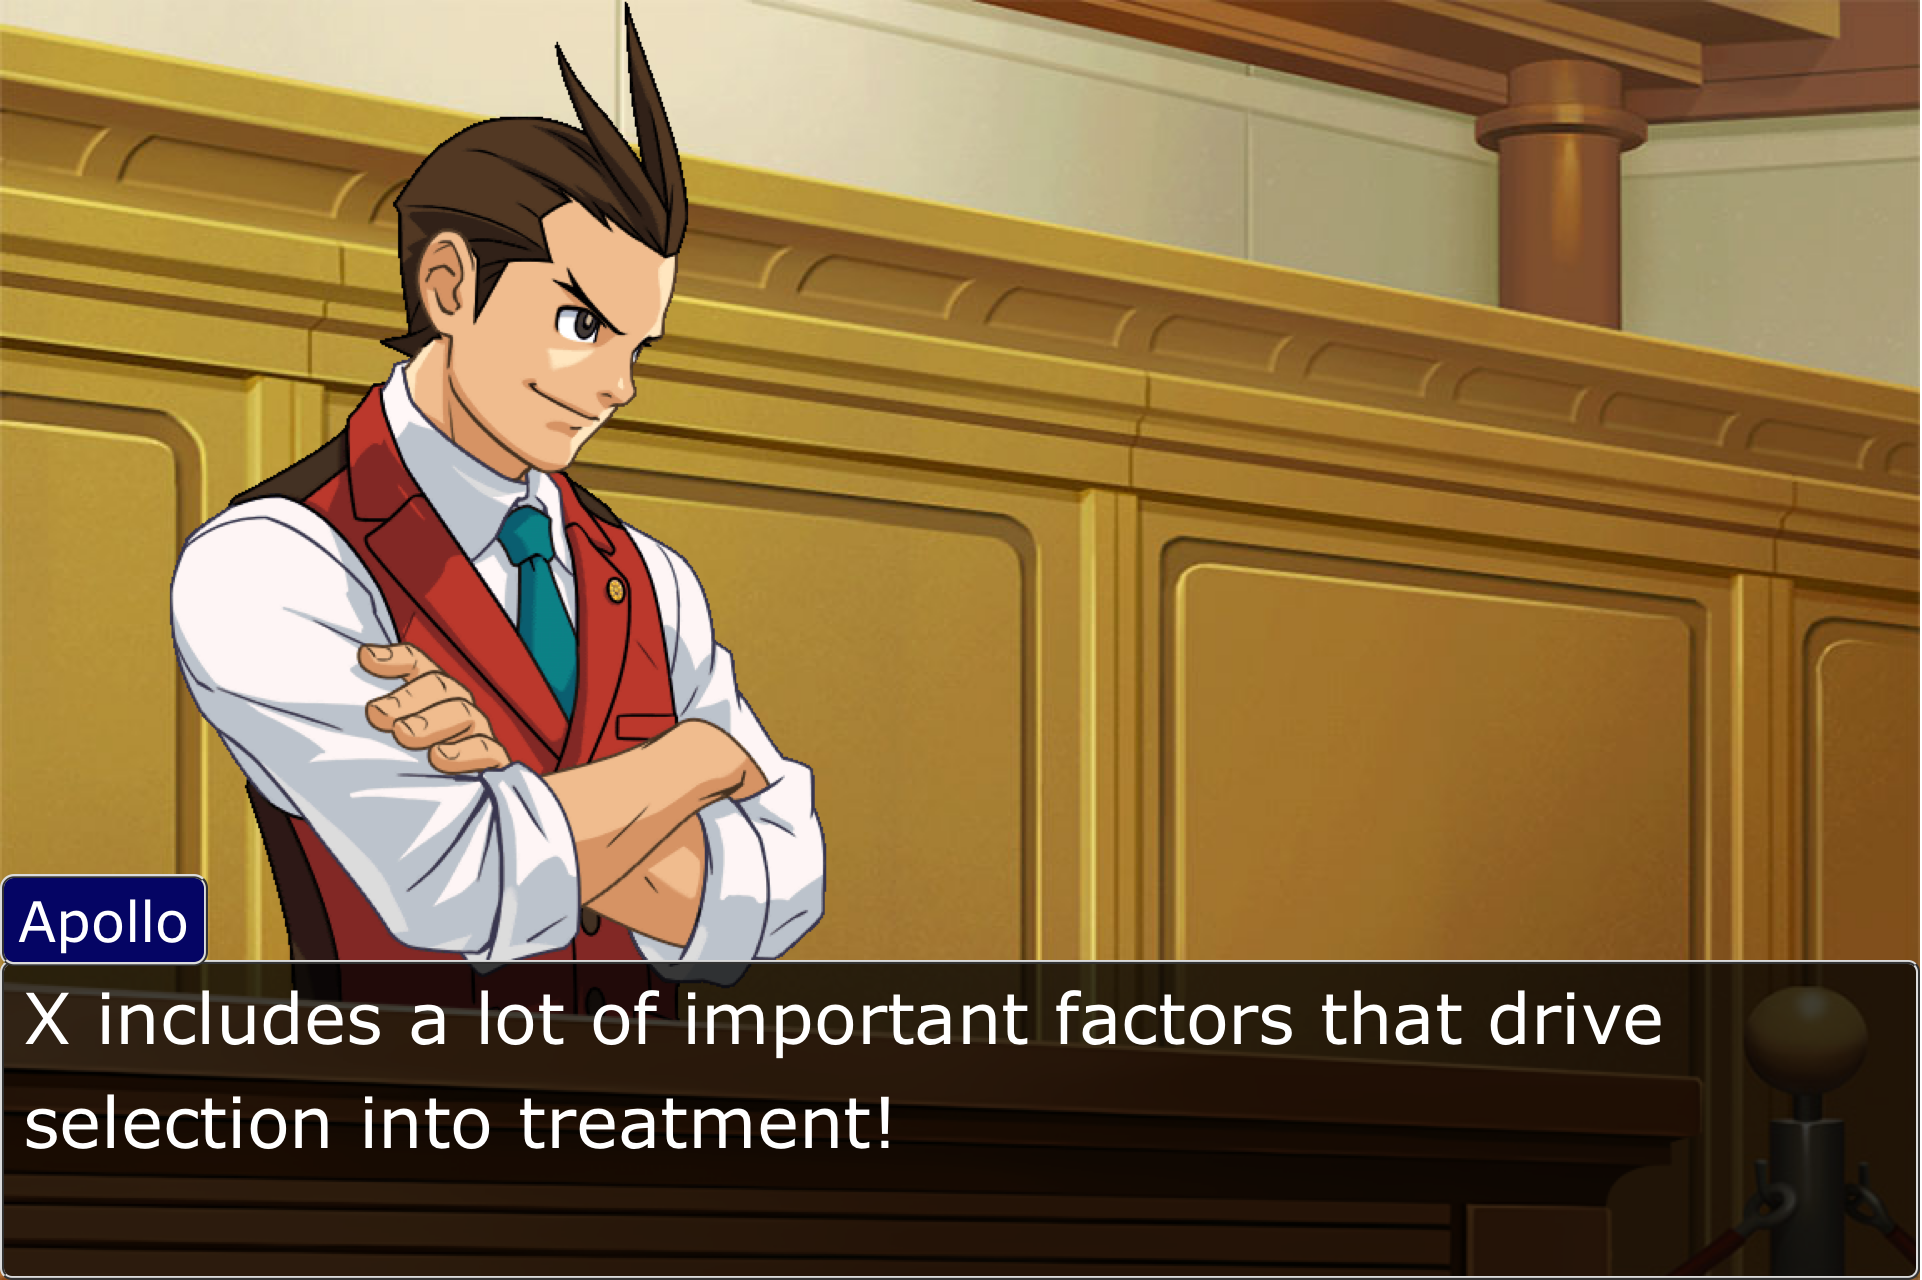 Apollo
X includes a lot of important factors that drive
selection into treatment!